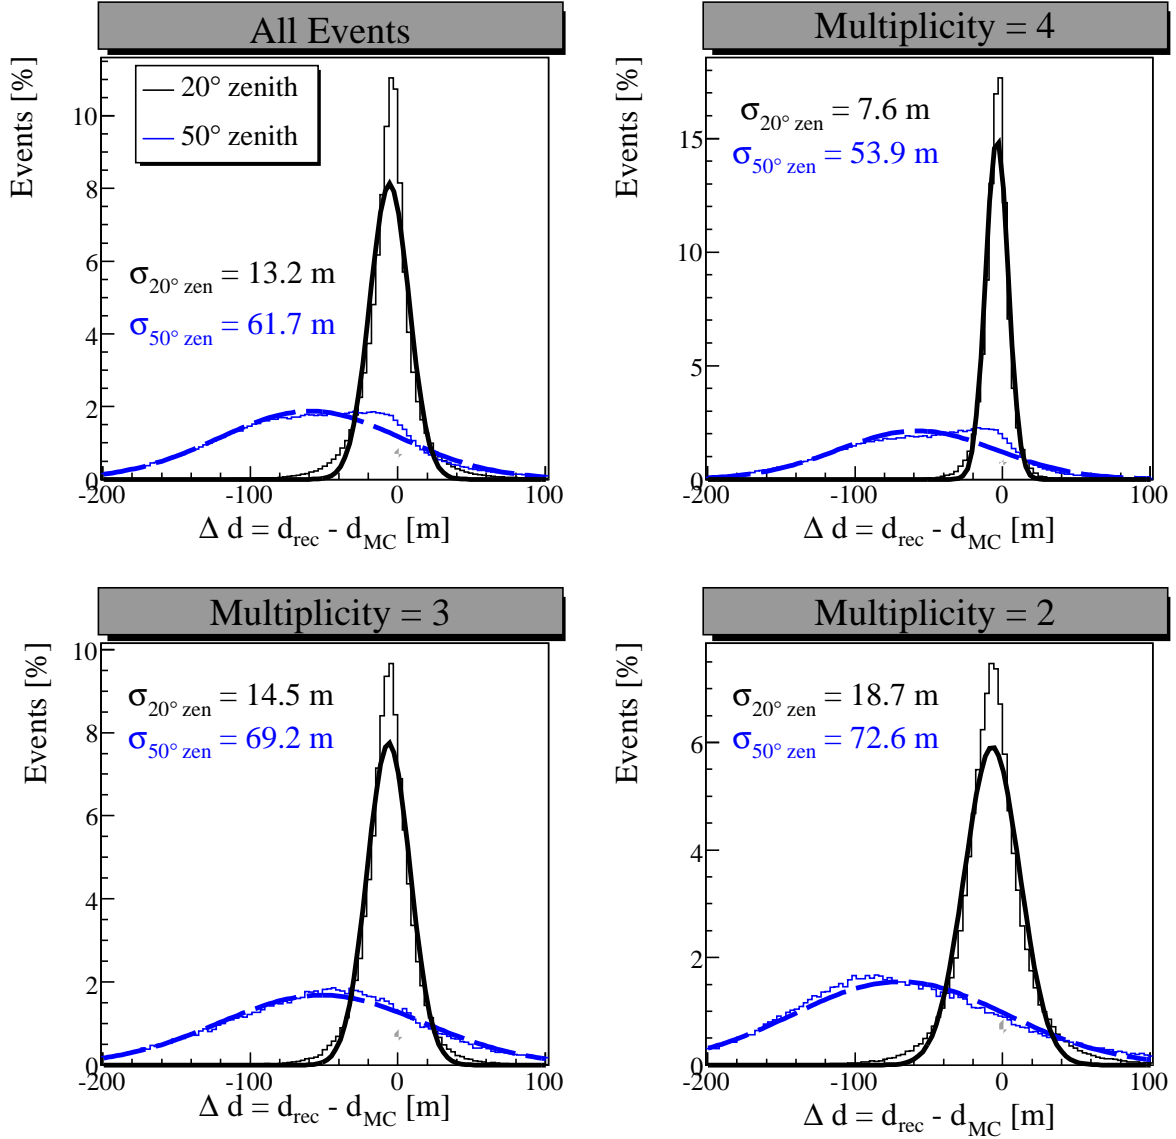 All Events
Events [%]
20° zenith
50° zenith
σ20° zen = 13.2 m
σ50° zen = 61.7 m
10
8
6
4
2
0
-200 -100 0 100
Δ d = drec - dMC [m]
Multiplicity = 4
Events [%]
σ20° zen = 7.6 m
σ50° zen = 53.9 m
15
10
5
0
-200 -100 0 100
Δ d = drec - dMC [m]
Multiplicity = 3
Events [%]
σ20° zen = 14.5 m
σ50° zen = 69.2 m
10
8
6
4
2
0
-200 -100 0 100
Δ d = drec - dMC [m]
Multiplicity = 2
Events [%]
σ20° zen = 18.7 m
σ50° zen = 72.6 m
6
4
2
0
-200 -100 0 100
Δ d = drec - dMC [m]